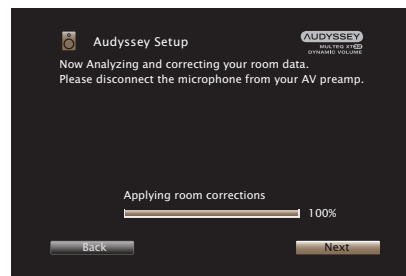 Audyssey Setup
AUDYSSEY
MULTEQ XT32
DYNAMIC VOLUME
Now Analyzing and correcting your room data.
Please disconnect the microphone from your AV preamp.
Applying room corrections
100%
Back
Next